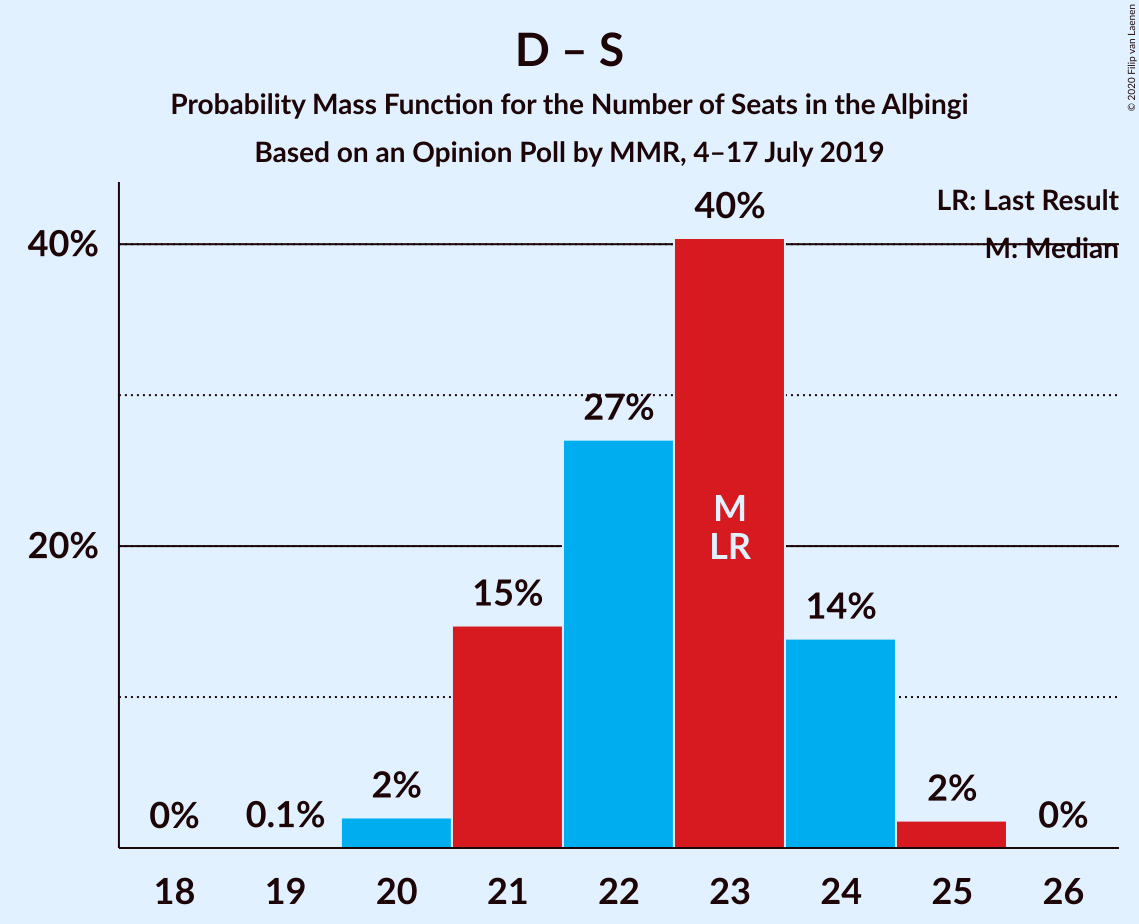 D – S
Probability Mass Function for the Number of Seats in the Alþingi
Based on an Opinion Poll by MMR, 4–17 July 2019
© 2020 Filip van Laenen
LR: Last Result
M: Median
40%
20%
0%
0.1%
2%
15%
27%
40%
M
LR
14%
2%
0%
18 19 20 21 22 23 24 25 26